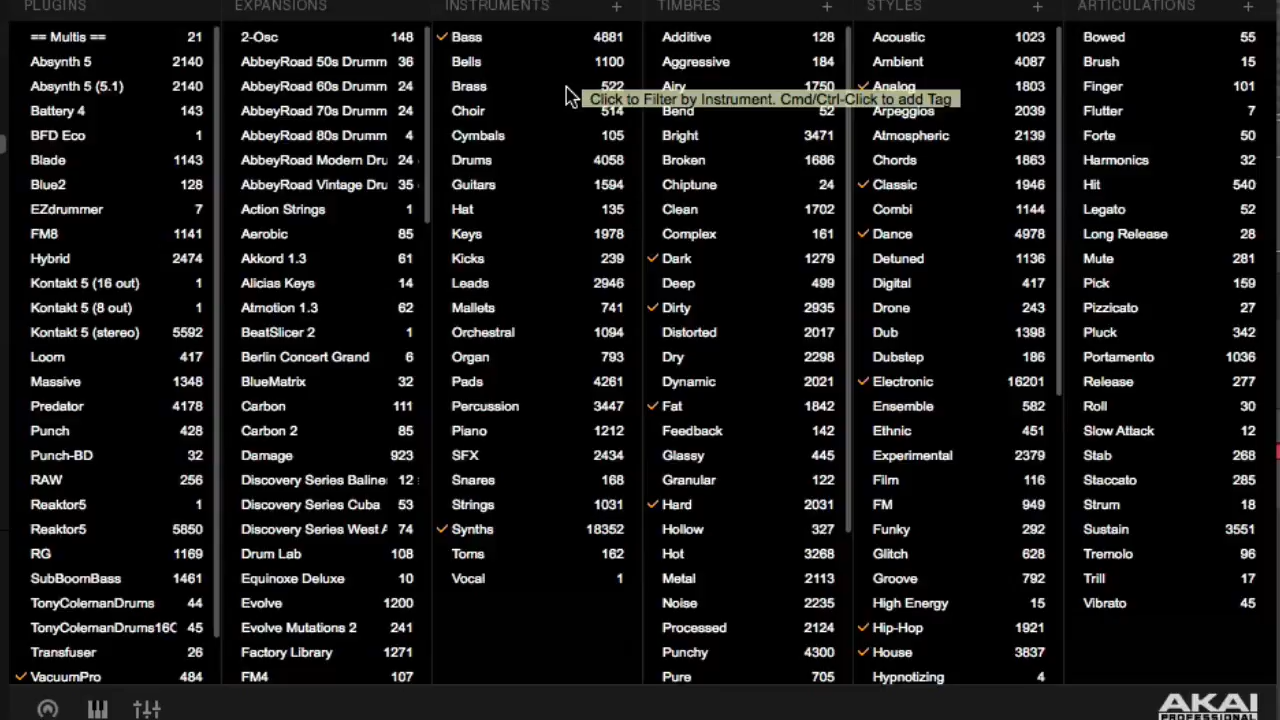 PLUGINS
== Multis == 21
Absynth 5 2140
Absynth 5 (5.1) 2140
Battery 4 143
BFD Eco 1
Blade 1143
Blue2 128
EZdrummer 7
FM8 1141
Hybrid 2474
Kontakt 5 (16 out) 1
Kontakt 5 (8 out) 1
Kontakt 5 (stereo) 5592
Loom 417
Massive 1348
Predator 4178
Punch 428
Punch-BD 32
RAW 256
Reaktor5 1
Reaktor5 5850
RG 1169
SubBoomBass 1461
TonyColemanDrums 44
TonyColemanDrums16C 45
Transfuser 26
VacuumPro 484
EXPANSIONS
2-Osc 148
AbbeyRoad 50s Drumm 36
AbbeyRoad 60s Drumm 24
AbbeyRoad 70s Drumm 24
AbbeyRoad 80s Drumm 4
AbbeyRoad Modern Dru 24
AbbeyRoad Vintage Dru 35
Action Strings 1
Aerobic 85
Akkord 1.3 61
Alicias Keys 14
Atmotion 1.3 62
BeatSlicer 2 1
Berlin Concert Grand 6
BlueMatrix 32
Carbon 111
Carbon 2 85
Damage 923
Discovery Series Baline 12
Discovery Series Cuba 53
Discovery Series West A 74
Drum Lab 108
Equinoxe Deluxe 10
Evolve 1200
Evolve Mutations 2 241
Factory Library 1271
FM4 107
INSTRUMENTS +
Bass 4881
Bells 1100
Brass 522
Click to Filter by Instrument. Cmd/Ctrl-Click to add Tag
Choir 514
Cymbals 105
Drums 4058
Guitars 1594
Hat 135
Keys 1978
Kicks 239
Leads 2946
Mallets 741
Orchestral 1094
Organ 793
Pads 4261
Percussion 3447
Piano 1212
SFX 2434
Snares 168
Strings 1031
Synths 18352
Toms 162
Vocal 1
TIMBRES +
Additive 128
Aggressive 184
Airy 1750
Bend 52
Bright 3471
Broken 1686
Chiptune 24
Clean 1702
Complex 161
Dark 1279
Deep 499
Dirty 2935
Distorted 2017
Dry 2298
Dynamic 2021
Fat 1842
Feedback 142
Glassy 445
Granular 122
Hard 2031
Hollow 327
Hot 3268
Metal 2113
Noise 2235
Processed 2124
Punchy 4300
Pure 705
STYLES +
Acoustic 1023
Ambient 4087
Analog 1803
Arpeggios 2039
Atmospheric 2139
Chords 1863
Classic 1946
Combi 1144
Dance 4978
Detuned 1136
Digital 417
Drone 243
Dub 1398
Dubstep 186
Electronic 16201
Ensemble 582
Ethnic 451
Experimental 2379
Film 116
FM 949
Funky 292
Glitch 628
Groove 792
High Energy 15
Hip-Hop 1921
House 3837
Hypnotizing 4
ARTICULATIONS +
Bowed 55
Brush 15
Finger 101
Flutter 7
Forte 50
Harmonics 32
Hit 540
Legato 52
Long Release 28
Mute 281
Pick 159
Pizzicato 27
Pluck 342
Portamento 1036
Release 277
Roll 30
Slow Attack 12
Stab 268
Staccato 285
Strum 18
Sustain 3551
Tremolo 96
Trill 17
Vibrato 45
AKAI
PROFESSIONAL